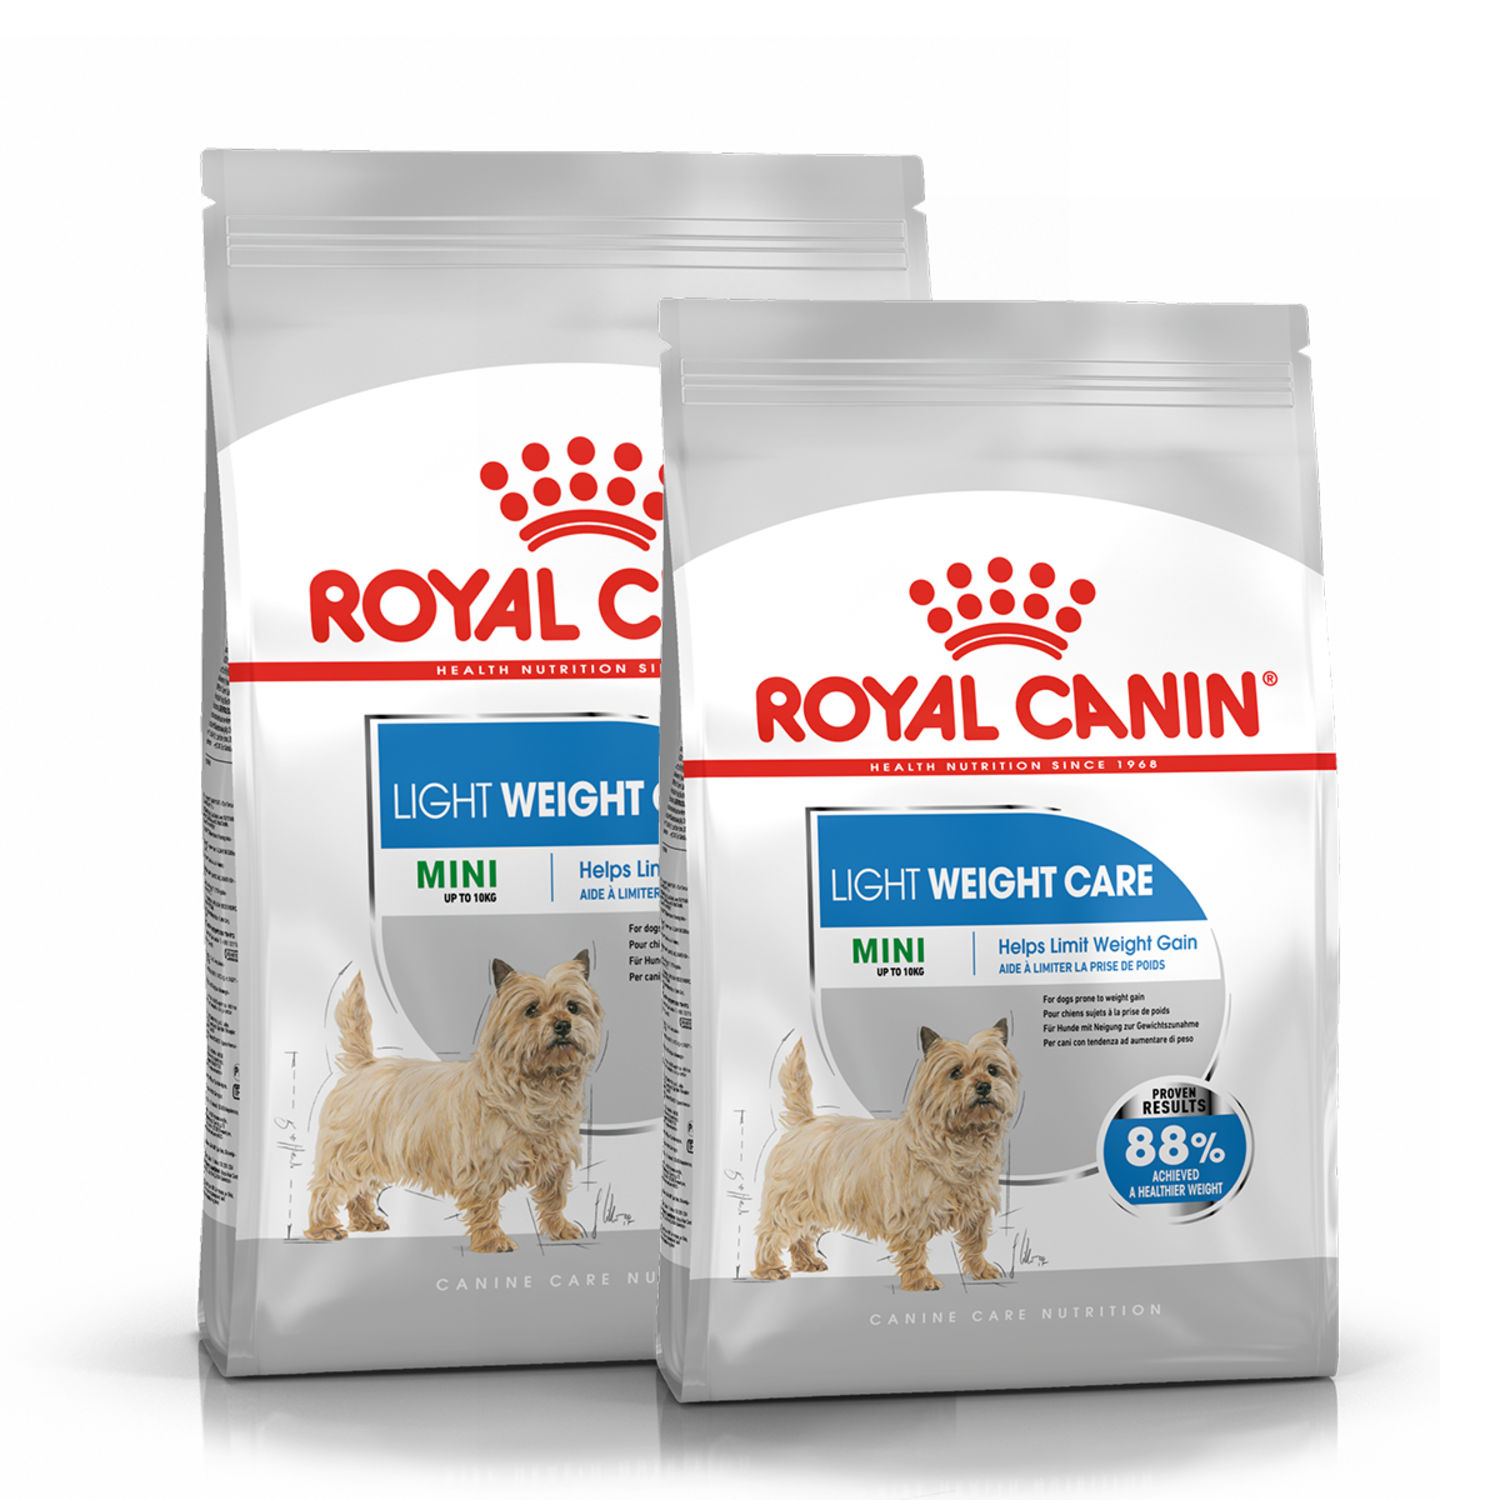 ROYAL C
HEALTH NUTRITION SI
LIGHT WEIGHT
MINI
UP TO 10KG
Helps Lim
AIDE À LIMITER
For dogs
Pour chi
Für Hun
Per cani
CANINE CARE NU
ROYAL CANIN®
HEALTH NUTRITION SINCE 1968
LIGHT WEIGHT CARE
MINI
UP TO 10KG
Helps Limit Weight Gain
AIDE À LIMITER LA PRISE DE POIDS
For dogs prone to weight gain
Pour chiens sujets à la prise de poids
Für Hunde mit Neigung zur Gewichtszunahme
Per cani con tendenza ad aumentare di peso
PROVEN
RESULTS
88%
ACHIEVED
A HEALTHIER WEIGHT
CANINE CARE NUTRITION